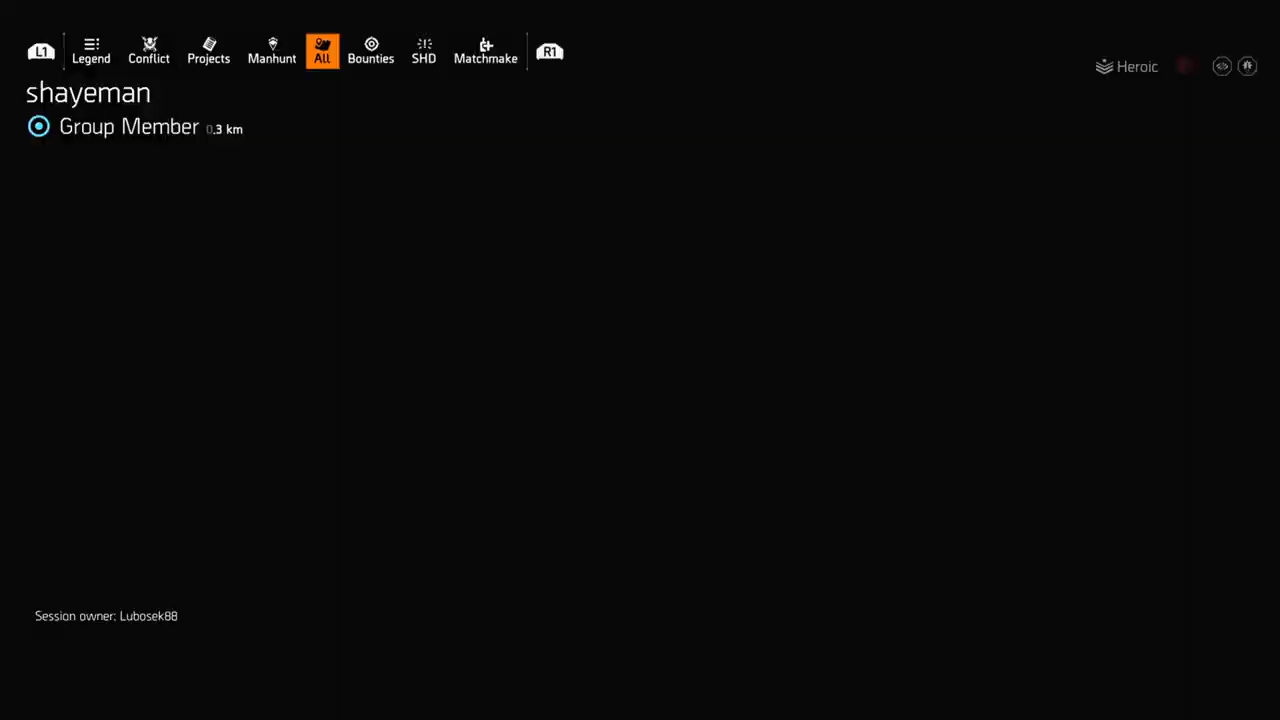 L1 Legend Conflict Projects Manhunt All Bounties SHD Matchmake R1
Heroic
shayeman
Group Member 0.3 km
Session owner: Lubosek88